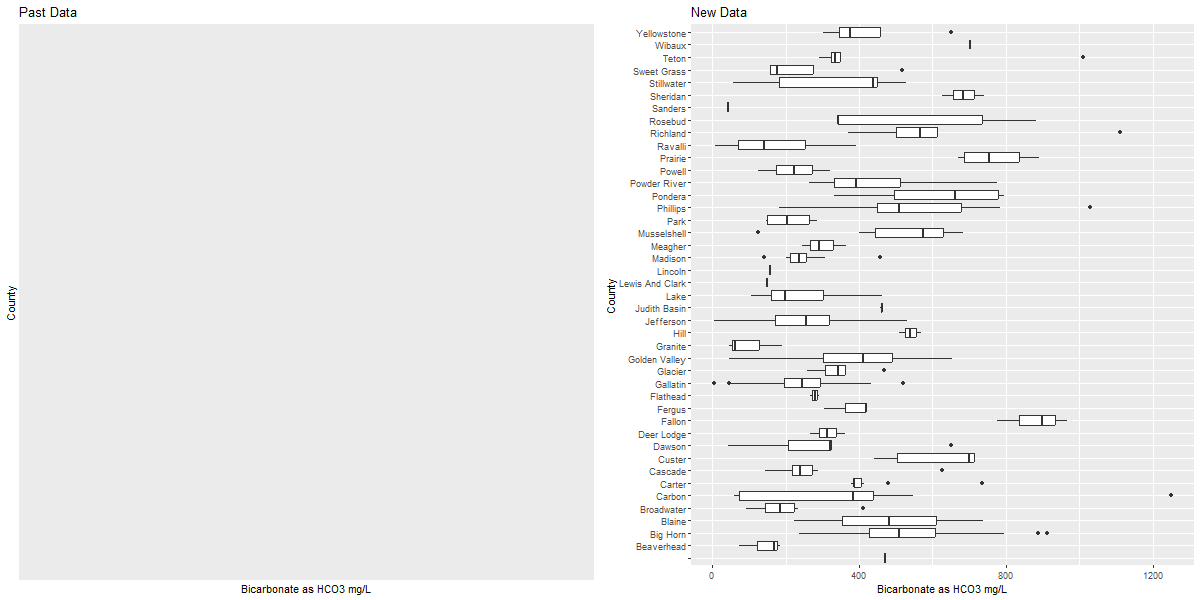 Past Data
County
Bicarbonate as HCO3 mg/L
New Data
County
Yellowstone
Wibaux
Teton
Sweet Grass
Stillwater
Sheridan
Sanders
Rosebud
Richland
Ravalli
Prairie
Powell
Powder River
Pondera
Phillips
Park
Musselshell
Meagher
Madison
Lincoln
Lewis And Clark
Lake
Judith Basin
Jefferson
Hill
Granite
Golden Valley
Glacier
Gallatin
Flathead
Fergus
Fallon
Deer Lodge
Dawson
Custer
Cascade
Carter
Carbon
Broadwater
Blaine
Big Horn
Beaverhead
0 400 800 1200
Bicarbonate as HCO3 mg/L